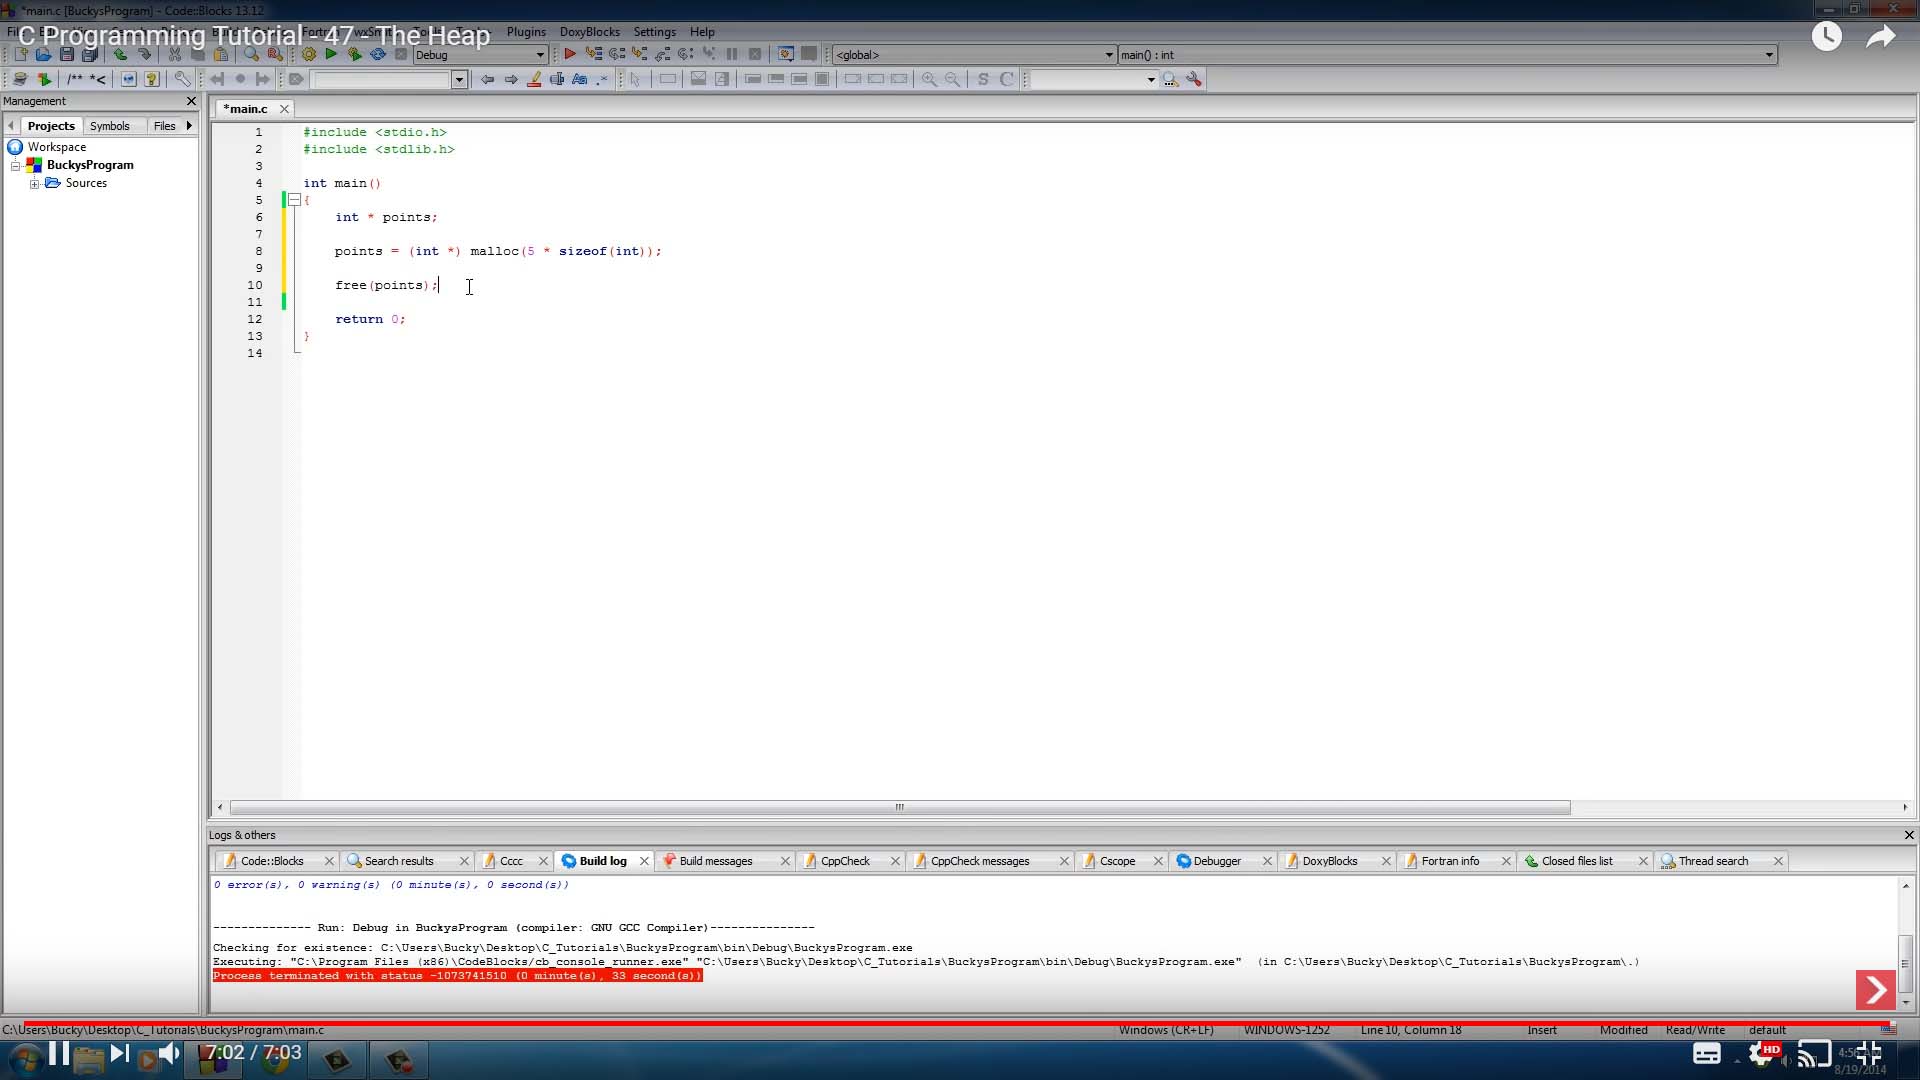 *main.c [BuckysProgram] - Code::Blocks 13.12
C Programming Tutorial - 47 - The Heap
Plugins DoxyBlocks Settings Help
Debug <global> main() : int
/** *<
S C
Management
*main.c
Projects Symbols Files
Workspace
BuckysProgram
Sources
1 #include <stdio.h>
2 #include <stdlib.h>
3
4 int main()
5 {
6 int * points;
7
8 points = (int *) malloc(5 * sizeof(int));
9
10 free(points);
11
12 return 0;
13 }
14
Logs & others
Code::Blocks Search results Cccc Build log Build messages CppCheck CppCheck messages Cscope Debugger DoxyBlocks Fortran info Closed files list Thread search
0 error(s), 0 warning(s) (0 minute(s), 0 second(s))
-------------- Run: Debug in BuckysProgram (compiler: GNU GCC Compiler)---------------
Checking for existence: C:\Users\Bucky\Desktop\C_Tutorials\BuckysProgram\bin\Debug\BuckysProgram.exe
Executing: "C:\Program Files (x86)\CodeBlocks/cb_console_runner.exe" "C:\Users\Bucky\Desktop\C_Tutorials\BuckysProgram\bin\Debug\BuckysProgram.exe" (in C:\Users\Bucky\Desktop\C_Tutorials\BuckysProgram\.)
Process terminated with status -1073741510 (0 minute(s), 33 second(s))
C:\Users\Bucky\Desktop\C_Tutorials\BuckysProgram\main.c Windows (CR+LF) WINDOWS-1252 Line 10, Column 18 Insert Modified Read/Write default
7:02 / 7:03 HD
8/19/2014